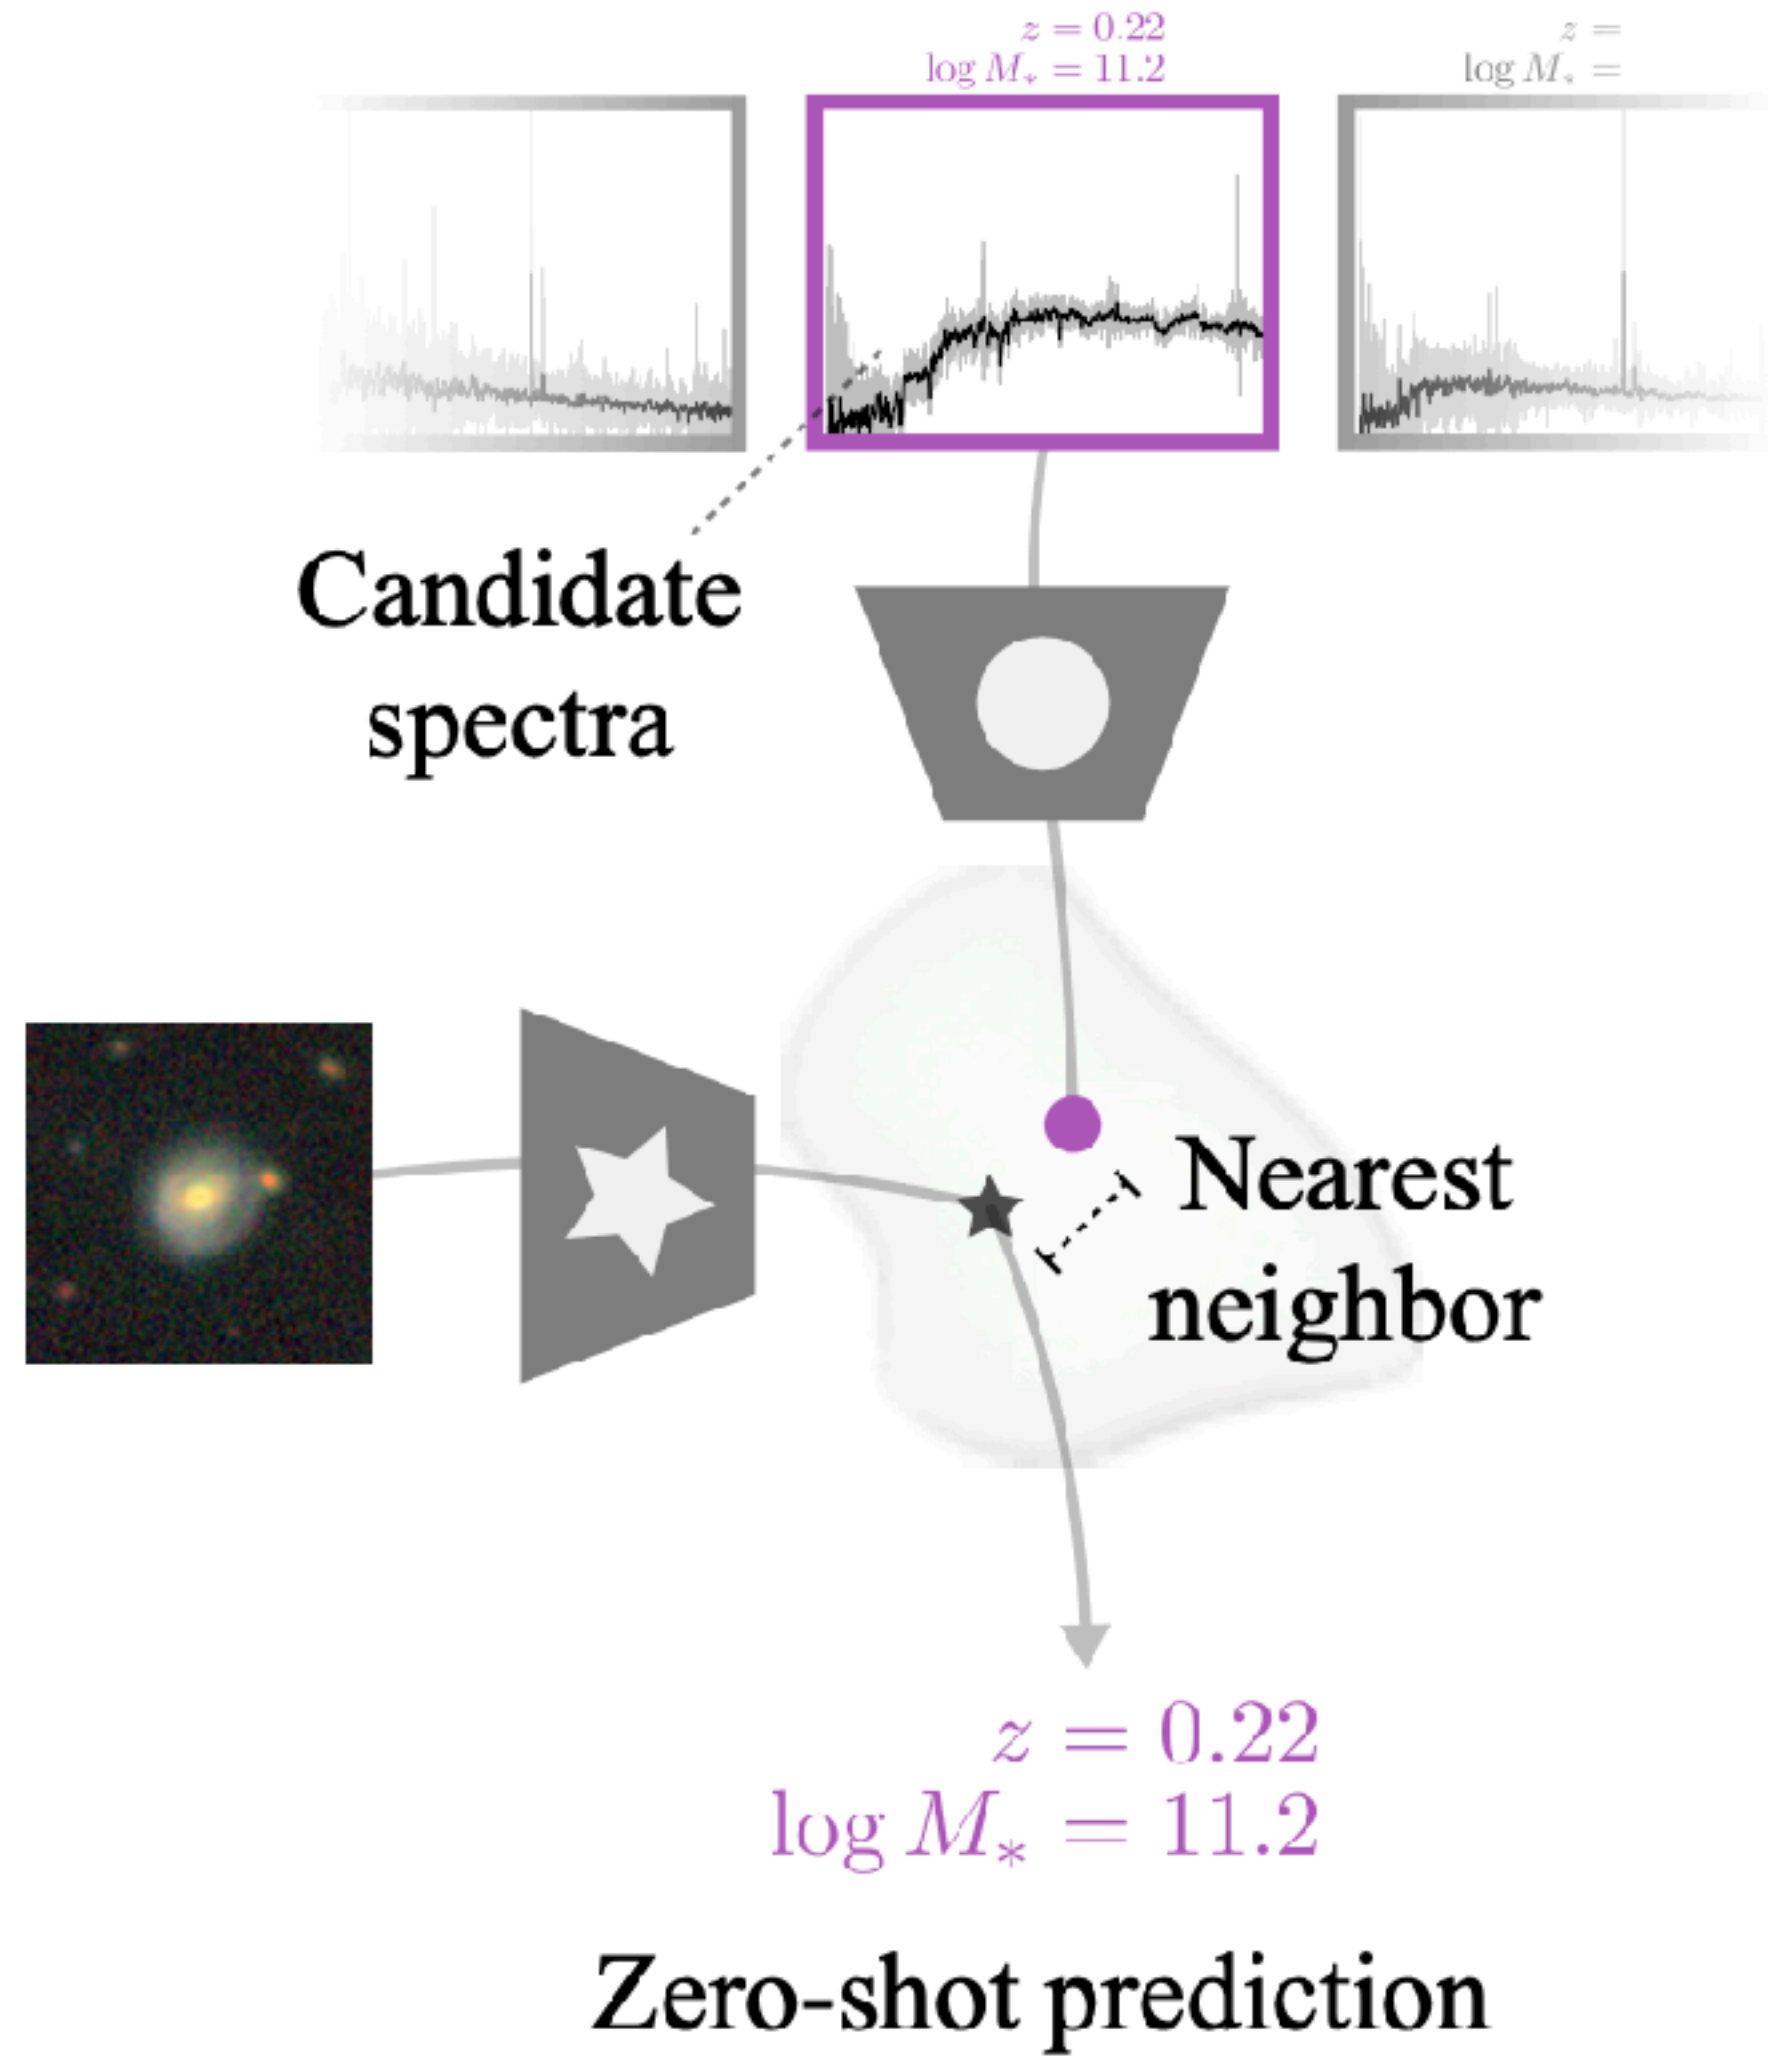 z = 0.22
log M* = 11.2
z =
log M* =
Candidate
spectra
Nearest
neighbor
z = 0.22
log M* = 11.2
Zero-shot prediction